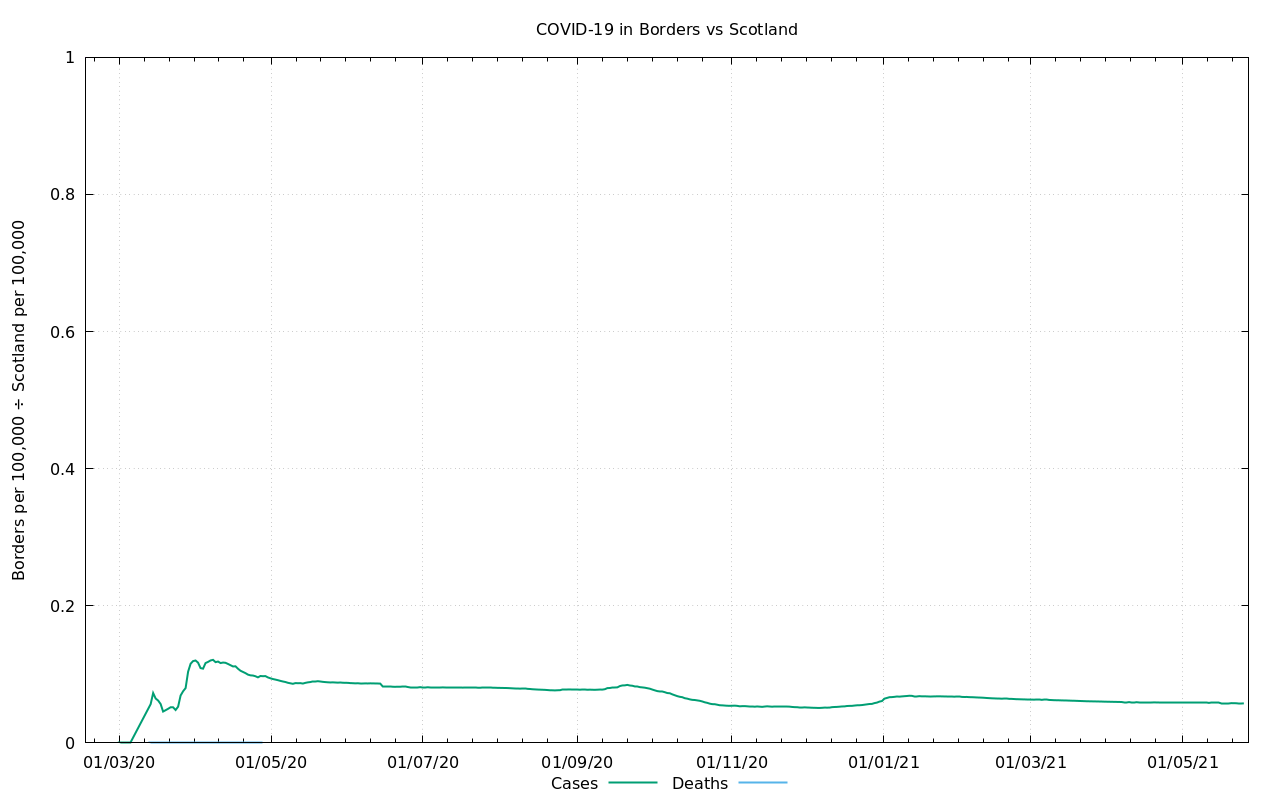 COVID-19 in Borders vs Scotland
Borders per 100,000 ÷ Scotland per 100,000
1
0.8
0.6
0.4
0.2
0
01/03/20 01/05/20 01/07/20 01/09/20 01/11/20 01/01/21 01/03/21 01/05/21
Cases Deaths